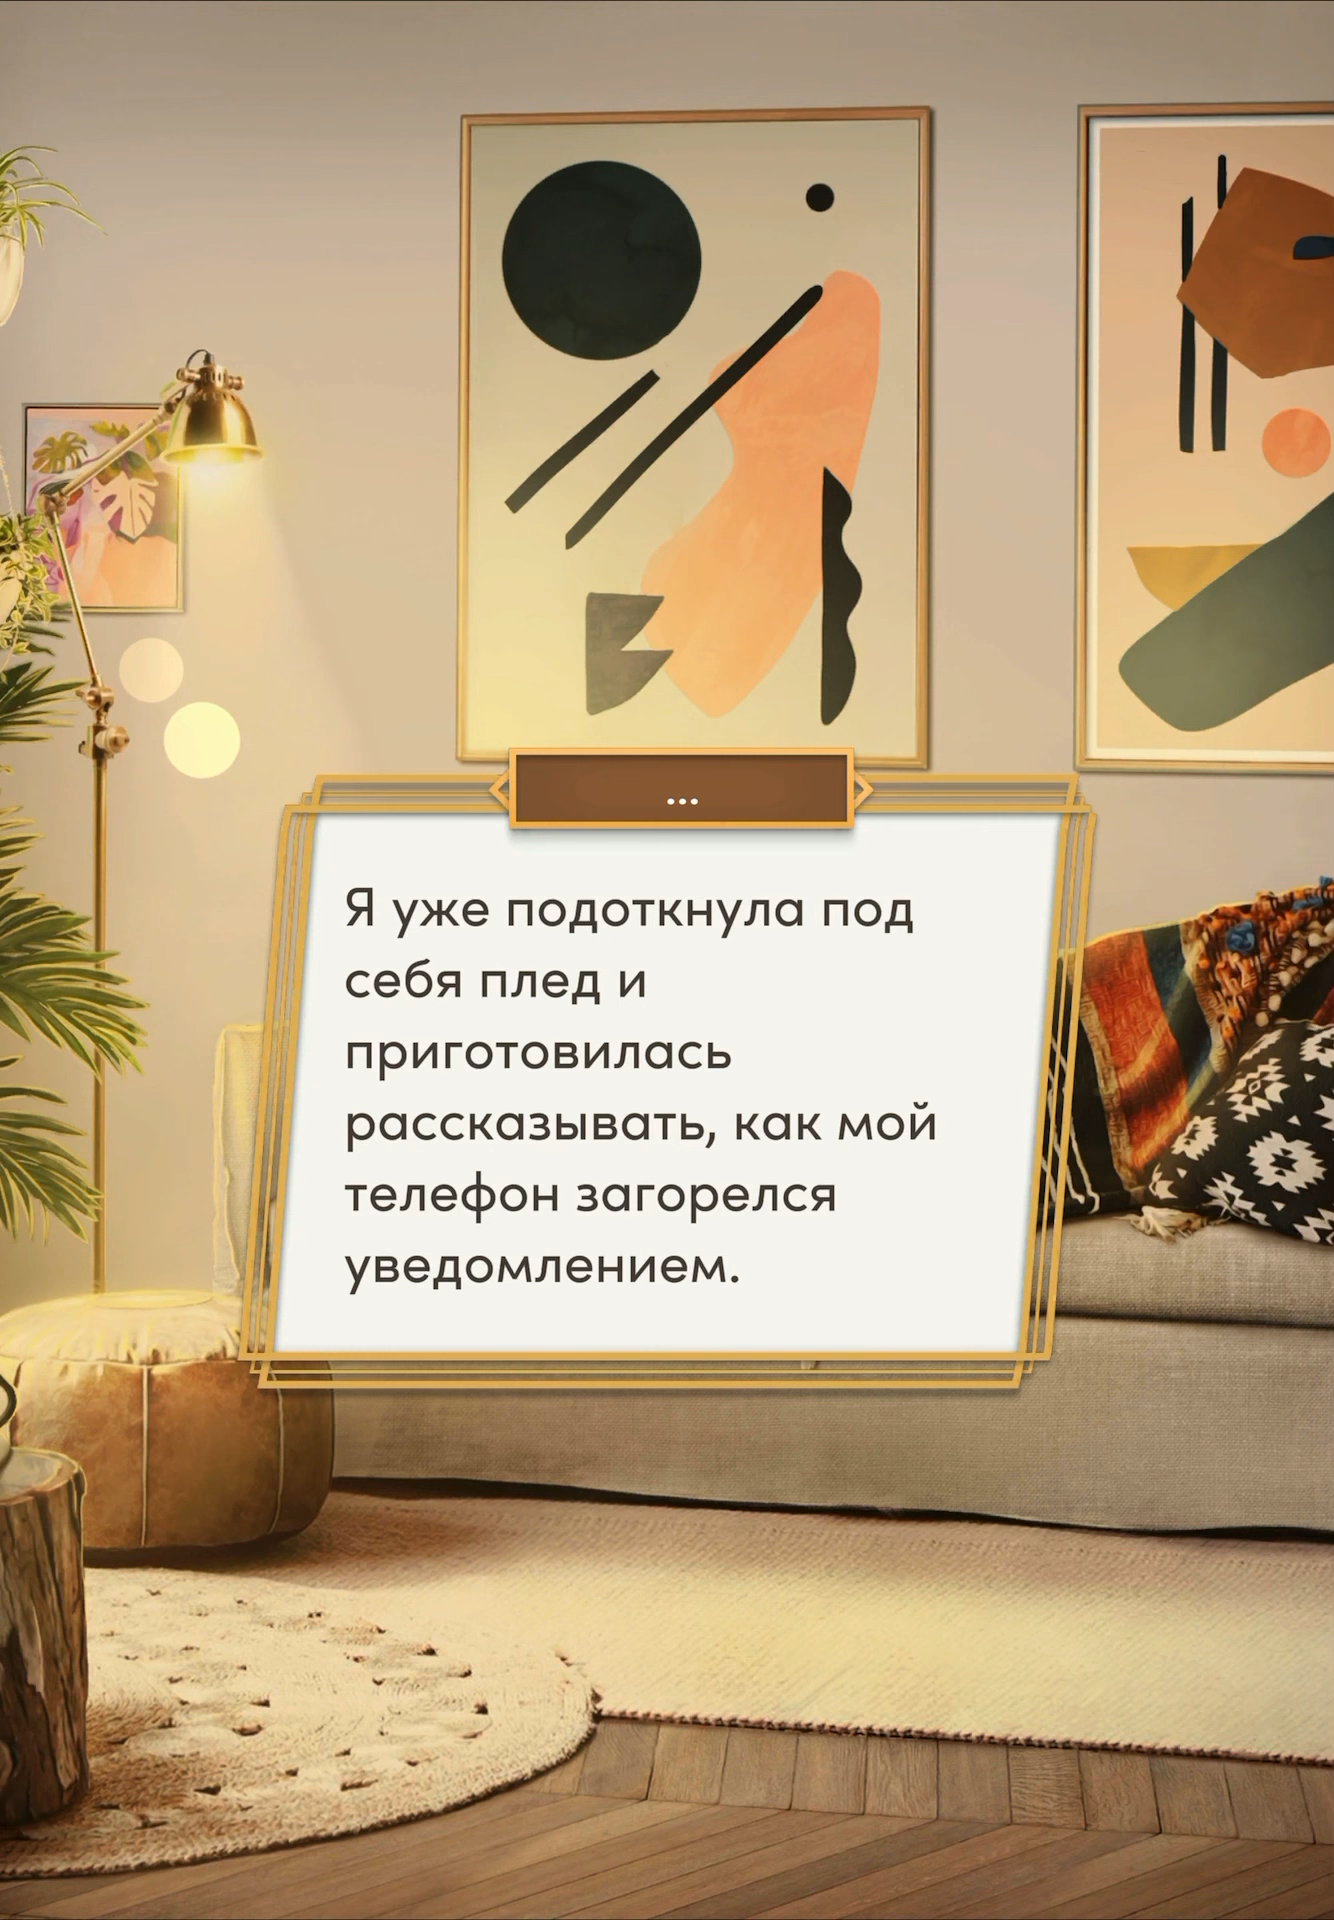 ...
Я уже подоткнула под
себя плед и
приготовилась
рассказывать, как мой
телефон загорелся
уведомлением.